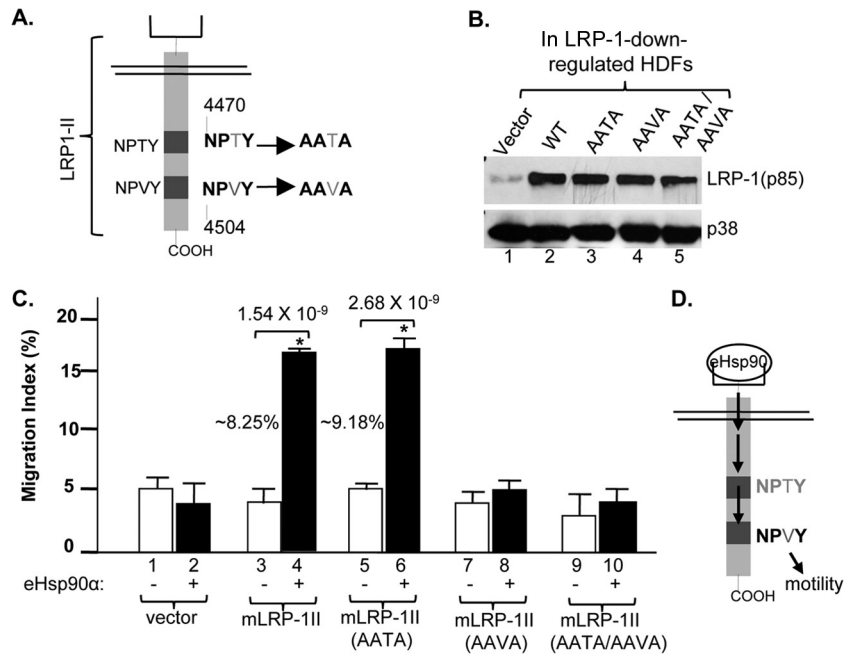 A.
LRP1-II
4470
NPTY NPTY AATA
NPVY NPVY AAVA
4504
COOH
B.
In LRP-1-down-
regulated HDFs
Vector WT AATA AAVA AATA / AAVA
LRP-1(p85)
p38
1 2 3 4 5
C.
Migration Index (%)
20
15
10
5
0
1.54 X 10-9
2.68 X 10-9
* *
~8.25% ~9.18%
1 2 3 4 5 6 7 8 9 10
eHsp90α: - + - + - + - + - +
vector mLRP-1II mLRP-1II mLRP-1II mLRP-1II
(AATA) (AAVA) (AATA/AAVA)
D.
eHsp90
NPTY
NPVY
motility
COOH